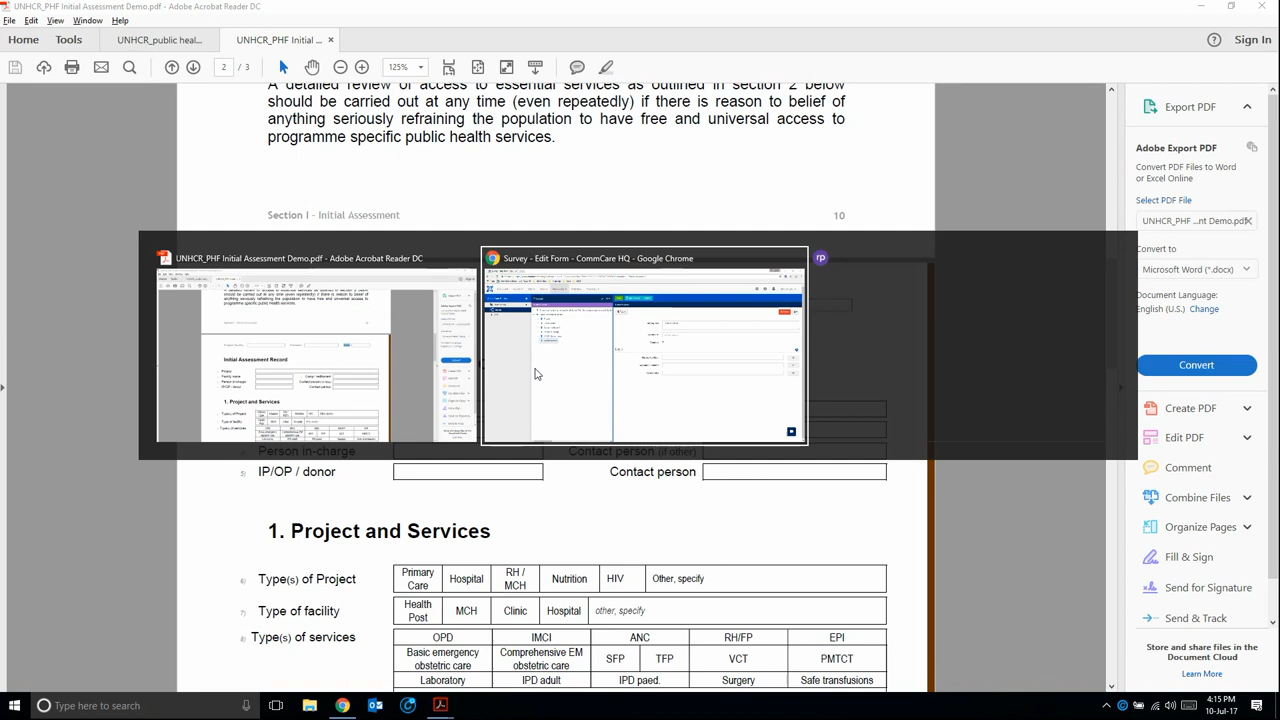 UNHCR_PHF Initial Assessment Demo.pdf - Adobe Acrobat Reader DC
File Edit View Window Help
Home Tools UNHCR_public heal... UNHCR_PHF Initial ... × Sign In
2 / 3 125%
A detailed review of access to essential services as outlined in section 2 below
should be carried out at any time (even repeatedly) if there is reason to belief of
anything seriously refraining the population to have free and universal access to
programme specific public health services.
Section I - Initial Assessment 10
UNHCR_PHF Initial Assessment Demo.pdf - Adobe Acrobat Reader DC
Survey - Edit Form - CommCare HQ - Google Chrome
rp
Initial Assessment Record
1. Project and Services
Person in-charge Contact person (if other)
5) IP/OP / donor Contact person
1. Project and Services
6) Type(s) of Project Primary Care Hospital RH / MCH Nutrition HIV Other, specify
7) Type of facility Health Post MCH Clinic Hospital other, specify
8) Type(s) of services OPD IMCI ANC RH/FP EPI
Basic emergency obstetric care Comprehensive EM obstetric care SFP TFP VCT PMTCT
Laboratory IPD adult IPD paed. Surgery Safe transfusions
Export PDF
Adobe Export PDF
Convert PDF Files to Word
or Excel Online
Select PDF File
UNHCR_PHF ...nt Demo.pdf
Convert to
Microsoft Word (*.docx)
Document Language:
English (U.S.) Change
Convert
Create PDF
Edit PDF
Comment
Combine Files
Organize Pages
Fill & Sign
Send for Signature
Send & Track
Store and share files in the
Document Cloud
Learn More
Type here to search
4:15 PM
10-Jul-17